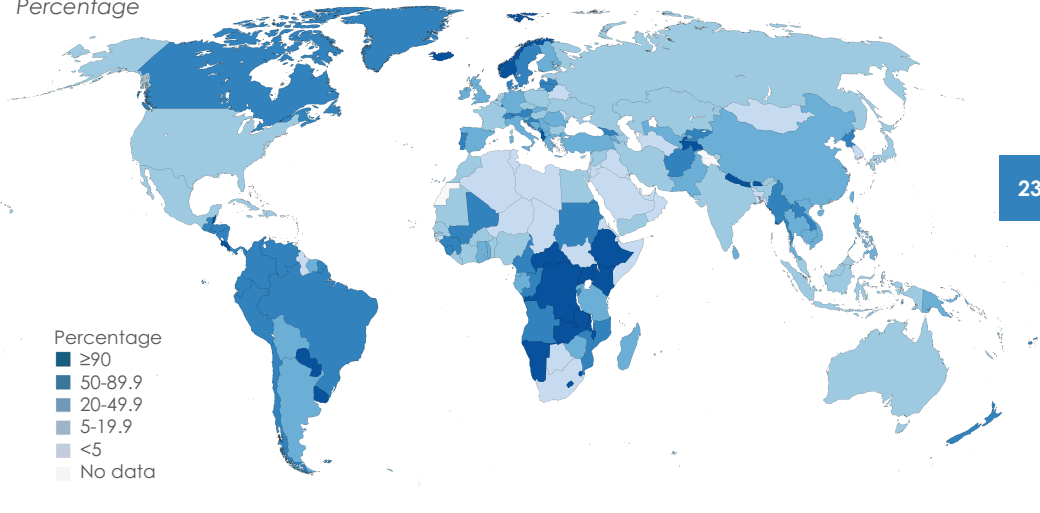 Percentage
23
Percentage
≥90
50-89.9
20-49.9
5-19.9
<5
No data